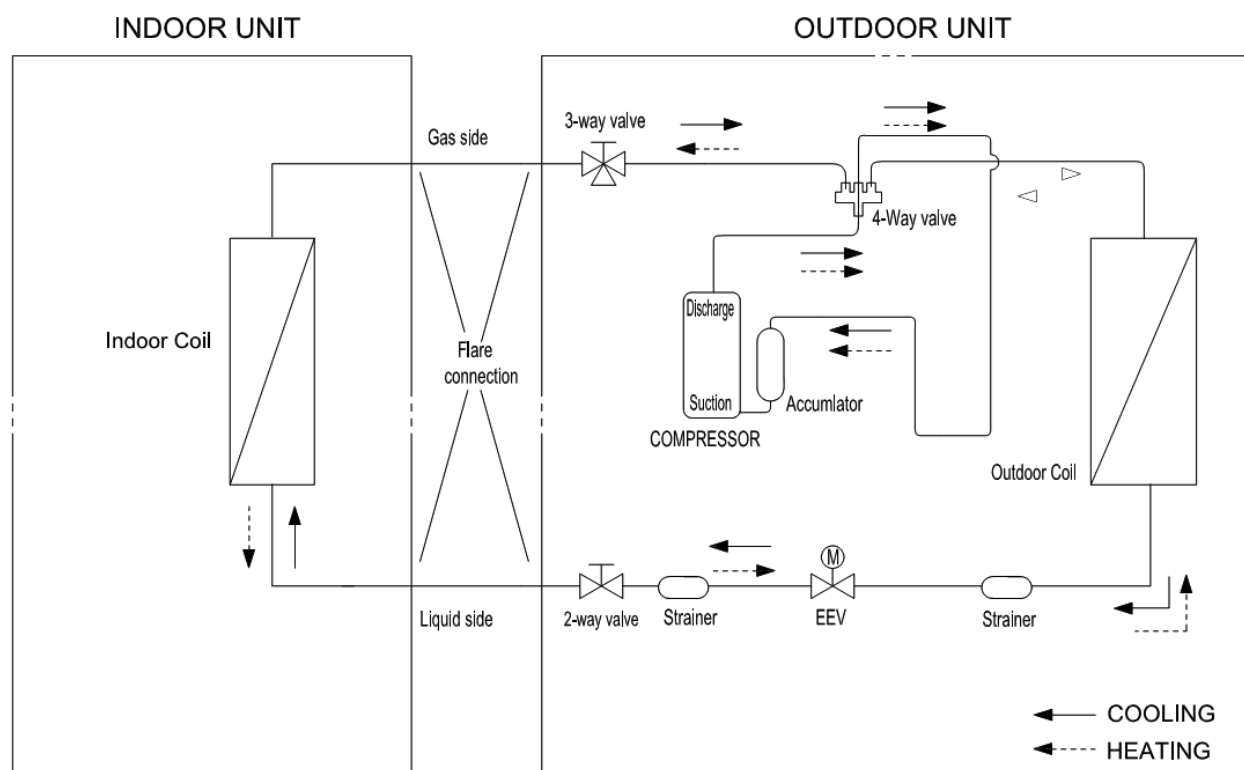 INDOOR UNIT
OUTDOOR UNIT
3-way valve
Gas side
4-Way valve
Discharge
Indoor Coil
Flare
connection
Suction
Accumlator
COMPRESSOR
Outdoor Coil
M
Liquid side
2-way valve
Strainer
EEV
Strainer
COOLING
HEATING